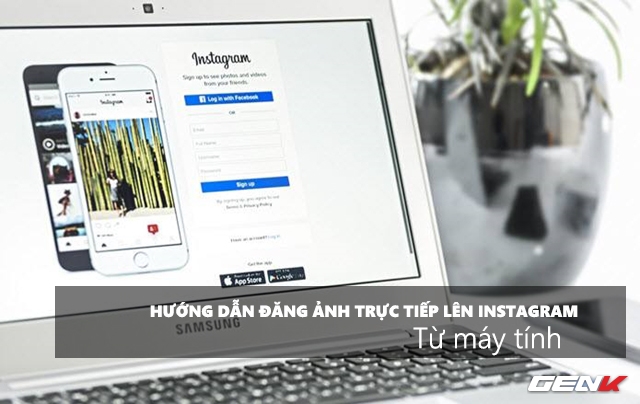 Instagram
Sign up to see photos and videos
from your friends.
Log in with Facebook
OR
Email
Full Name
Username
Password
Sign up
By signing up, you agree to our
Terms & Privacy Policy
Have an account? Log in
Get the app
App Store
Google Play
Instagram
HƯỚNG DẪN ĐĂNG ẢNH TRỰC TIẾP LÊN INSTAGRAM
SAMSUNG
Từ máy tính
GENK